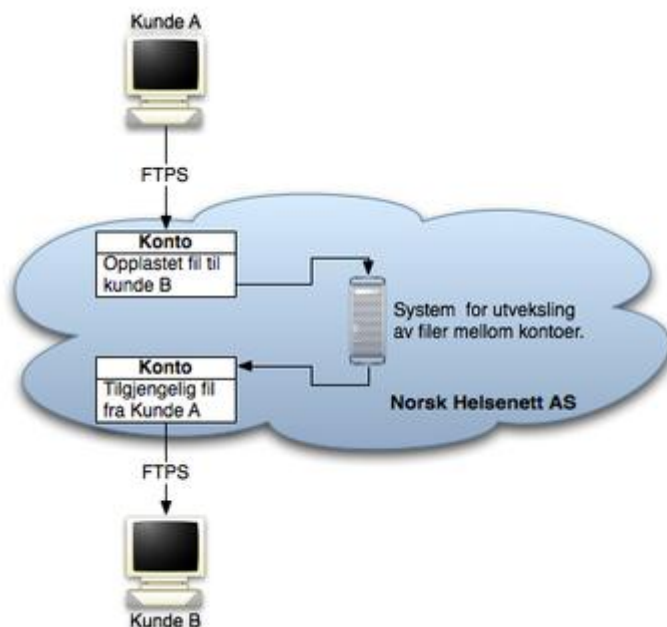 Kunde A
FTPS
Konto
Opplastet fil til
kunde B
System for utveksling
av filer mellom kontoer.
Konto
Tilgjengelig fil
fra Kunde A
Norsk Helsenett AS
FTPS
Kunde B